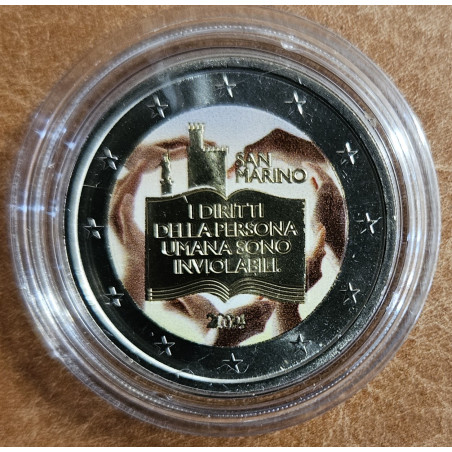 SAN
MARINO
I DIRITTI
DELLA PERSONA
UMANA SONO
INVIOLABILI.
2024